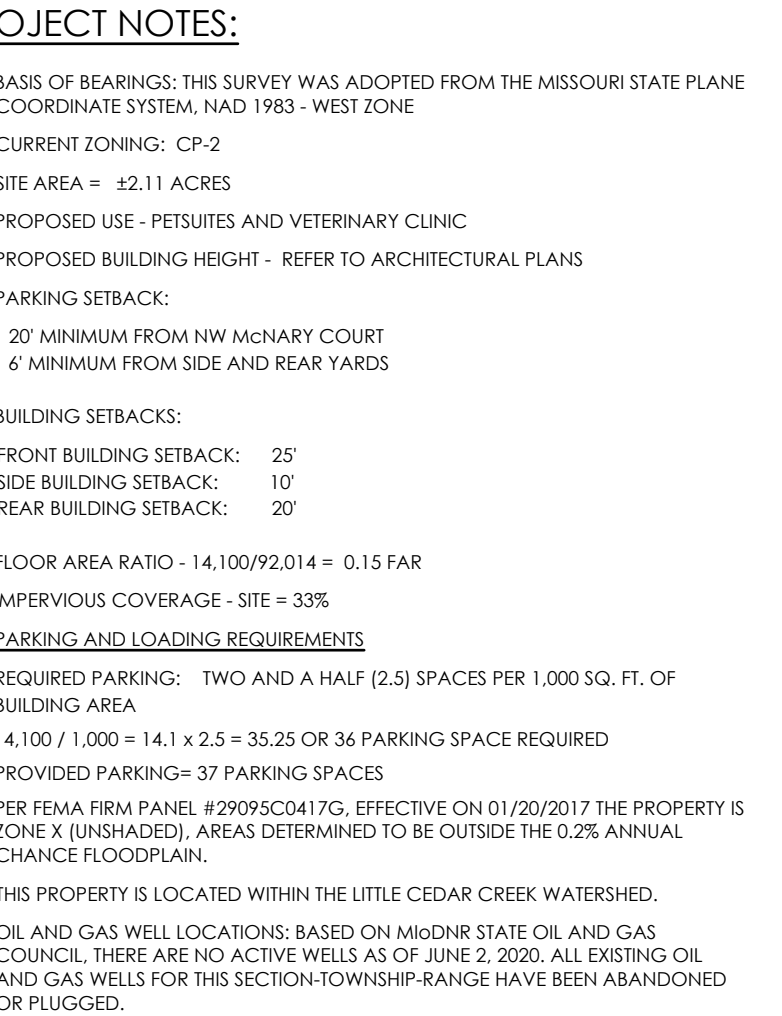 OJECT NOTES:
BASIS OF BEARINGS: THIS SURVEY WAS ADOPTED FROM THE MISSOURI STATE PLANE
COORDINATE SYSTEM, NAD 1983 - WEST ZONE
CURRENT ZONING: CP-2
SITE AREA = ±2.11 ACRES
PROPOSED USE - PETSUITES AND VETERINARY CLINIC
PROPOSED BUILDING HEIGHT - REFER TO ARCHITECTURAL PLANS
PARKING SETBACK:
20' MINIMUM FROM NW McNARY COURT
6' MINIMUM FROM SIDE AND REAR YARDS
BUILDING SETBACKS:
FRONT BUILDING SETBACK: 25'
SIDE BUILDING SETBACK: 10'
REAR BUILDING SETBACK: 20'
FLOOR AREA RATIO - 14,100/92,014 = 0.15 FAR
IMPERVIOUS COVERAGE - SITE = 33%
PARKING AND LOADING REQUIREMENTS
REQUIRED PARKING: TWO AND A HALF (2.5) SPACES PER 1,000 SQ. FT. OF
BUILDING AREA
4,100 / 1,000 = 14.1 x 2.5 = 35.25 OR 36 PARKING SPACE REQUIRED
PROVIDED PARKING= 37 PARKING SPACES
PER FEMA FIRM PANEL #29095C0417G, EFFECTIVE ON 01/20/2017 THE PROPERTY IS
ZONE X (UNSHADED), AREAS DETERMINED TO BE OUTSIDE THE 0.2% ANNUAL
CHANCE FLOODPLAIN.
THIS PROPERTY IS LOCATED WITHIN THE LITTLE CEDAR CREEK WATERSHED.
OIL AND GAS WELL LOCATIONS: BASED ON MIoDNR STATE OIL AND GAS
COUNCIL, THERE ARE NO ACTIVE WELLS AS OF JUNE 2, 2020. ALL EXISTING OIL
AND GAS WELLS FOR THIS SECTION-TOWNSHIP-RANGE HAVE BEEN ABANDONED
OR PLUGGED.